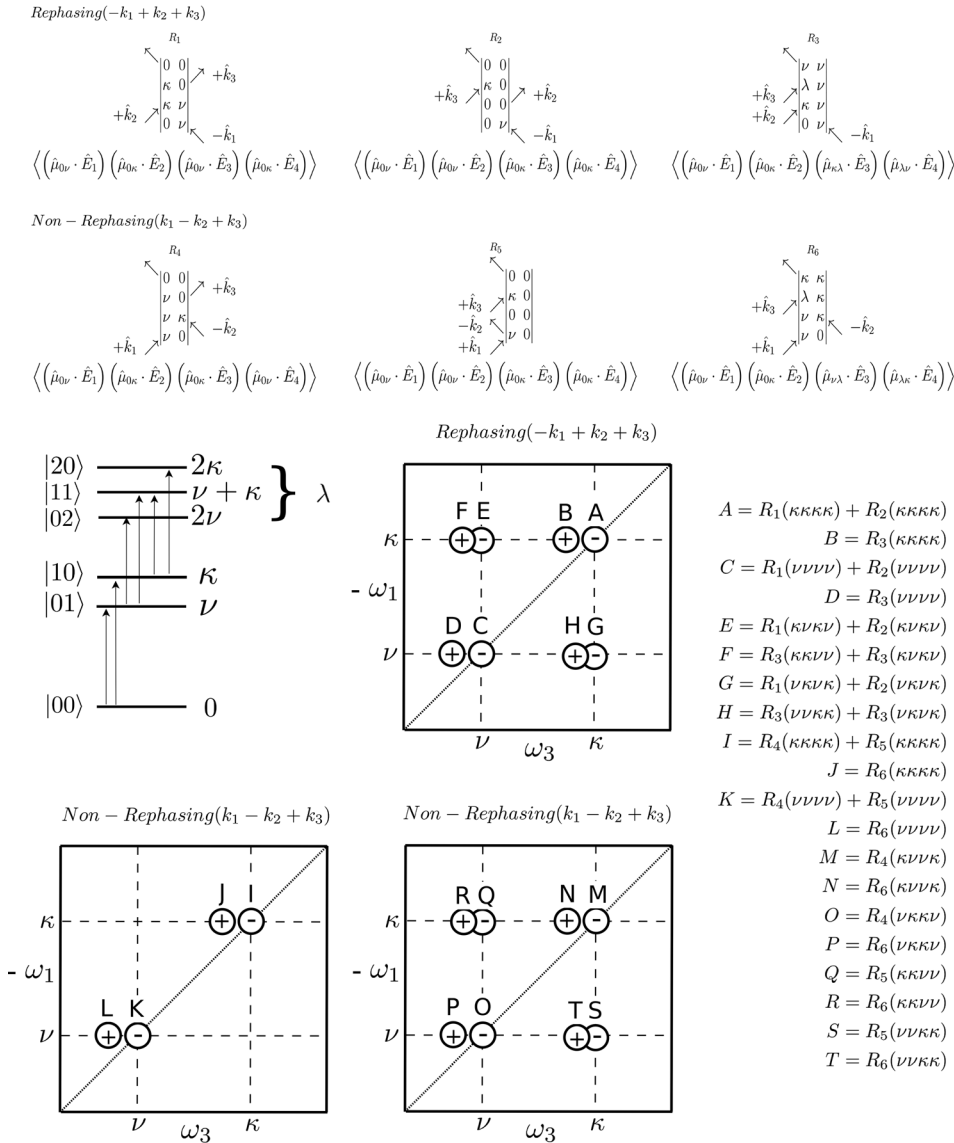 Rephasing(−k₁ + k₂ + k₃)
R₁
0 0
κ 0
κ ν
0 ν
+k̂₃
+k̂₂
−k̂₁
⟨(μ̂₀ν · Ê₁)(μ̂₀κ · Ê₂)(μ̂₀ν · Ê₃)(μ̂₀κ · Ê₄)⟩
R₂
0 0
κ 0
0 0
0 ν
+k̂₃
+k̂₂
−k̂₁
⟨(μ̂₀ν · Ê₁)(μ̂₀κ · Ê₂)(μ̂₀ν · Ê₃)(μ̂₀κ · Ê₄)⟩
R₃
ν ν
λ ν
κ ν
0 ν
+k̂₃
+k̂₂
−k̂₁
⟨(μ̂₀ν · Ê₁)(μ̂₀κ · Ê₂)(μ̂κλ · Ê₃)(μ̂λν · Ê₄)⟩
Non − Rephasing(k₁ − k₂ + k₃)
R₄
0 0
ν 0
ν κ
ν 0
+k̂₃
−k̂₂
+k̂₁
⟨(μ̂₀ν · Ê₁)(μ̂₀κ · Ê₂)(μ̂₀κ · Ê₃)(μ̂₀ν · Ê₄)⟩
R₅
0 0
κ 0
0 0
ν 0
+k̂₃
−k̂₂
+k̂₁
⟨(μ̂₀ν · Ê₁)(μ̂₀ν · Ê₂)(μ̂₀κ · Ê₃)(μ̂₀κ · Ê₄)⟩
R₆
κ κ
λ κ
ν κ
ν 0
+k̂₃
−k̂₂
+k̂₁
⟨(μ̂₀ν · Ê₁)(μ̂₀κ · Ê₂)(μ̂νλ · Ê₃)(μ̂λκ · Ê₄)⟩
|20⟩ 2κ
|11⟩ ν + κ } λ
|02⟩ 2ν
|10⟩ κ
|01⟩ ν
|00⟩ 0
Rephasing(−k₁ + k₂ + k₃)
F E B A
κ + - + -
- ω₁
D C H G
ν + - + -
ν κ
ω₃
A = R₁(κκκκ) + R₂(κκκκ)
B = R₃(κκκκ)
C = R₁(νννν) + R₂(νννν)
D = R₃(νννν)
E = R₁(κνκν) + R₂(κνκν)
F = R₃(κκνν) + R₃(κνκν)
G = R₁(νκνκ) + R₂(νκνκ)
H = R₃(ννκκ) + R₃(νκνκ)
I = R₄(κκκκ) + R₅(κκκκ)
J = R₆(κκκκ)
K = R₄(νννν) + R₅(νννν)
L = R₆(νννν)
M = R₄(κννκ)
N = R₆(κννκ)
O = R₄(νκκν)
P = R₆(νκκν)
Q = R₅(κκνν)
R = R₆(κκνν)
S = R₅(ννκκ)
T = R₆(ννκκ)
Non − Rephasing(k₁ − k₂ + k₃)
J I
κ + -
- ω₁
L K
ν + -
ν κ
ω₃
Non − Rephasing(k₁ − k₂ + k₃)
R Q N M
κ + - + -
- ω₁
P O T S
ν + - + -
ν κ
ω₃